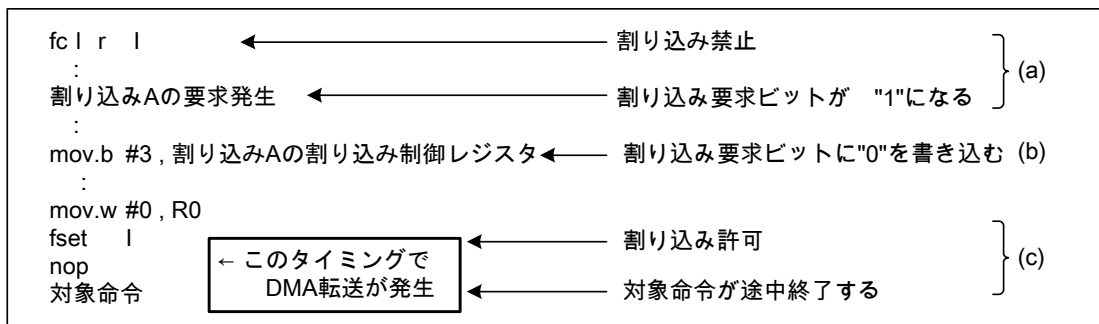 fclr I 割り込み禁止
:
(a)
割り込みAの要求発生 割り込み要求ビットが "1"になる
:
mov.b #3 , 割り込みAの割り込み制御レジスタ 割り込み要求ビットに"0"を書き込む (b)
:
mov.w #0 , R0
fset I 割り込み許可
nop ← このタイミングで (c)
対象命令 DMA転送が発生 対象命令が途中終了する